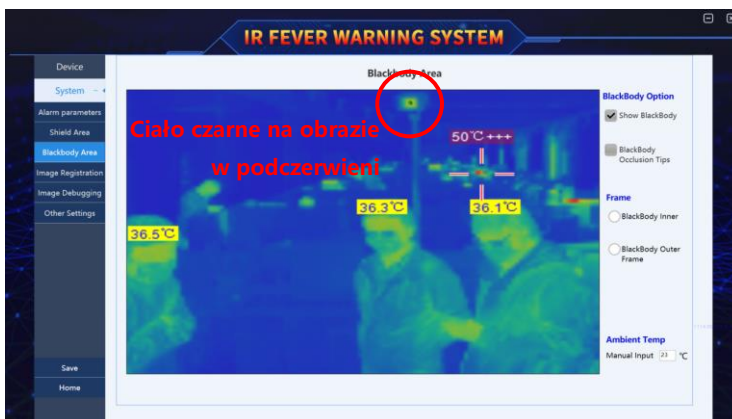 IR FEVER WARNING SYSTEM
Device
System
Alarm parameters
Shield Area
Blackbody Area
Image Registration
Image Debugging
Other Settings
Save
Home
Blackbody Area
Ciało czarne na obrazie
w podczerwieni
50℃+++
36.3℃
36.1℃
36.5℃
BlackBody Option
Show BlackBody
BlackBody
Occlusion Tips
Frame
BlackBody Inner
BlackBody Outer
Frame
Ambient Temp
Manual Input 23 ℃